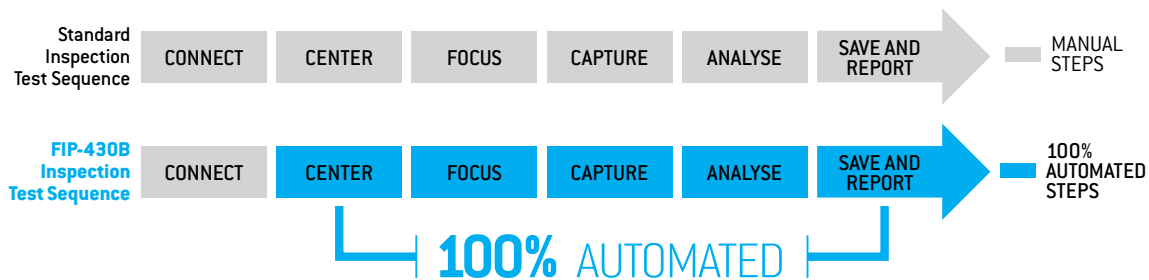 Standard
Inspection
Test Sequence
CONNECT
CENTER
FOCUS
CAPTURE
ANALYSE
SAVE AND
REPORT
MANUAL
STEPS
FIP-430B
Inspection
Test Sequence
CONNECT
CENTER
FOCUS
CAPTURE
ANALYSE
SAVE AND
REPORT
100%
AUTOMATED
STEPS
100% AUTOMATED